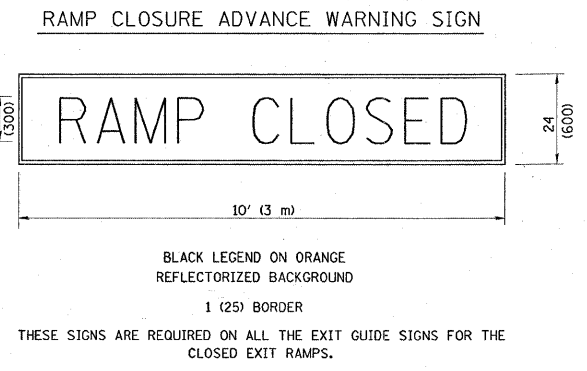 RAMP CLOSURE ADVANCE WARNING SIGN
RAMP CLOSED
(300)
24
(600)
10' (3 m)
BLACK LEGEND ON ORANGE
REFLECTORIZED BACKGROUND
1 (25) BORDER
THESE SIGNS ARE REQUIRED ON ALL THE EXIT GUIDE SIGNS FOR THE
CLOSED EXIT RAMPS.